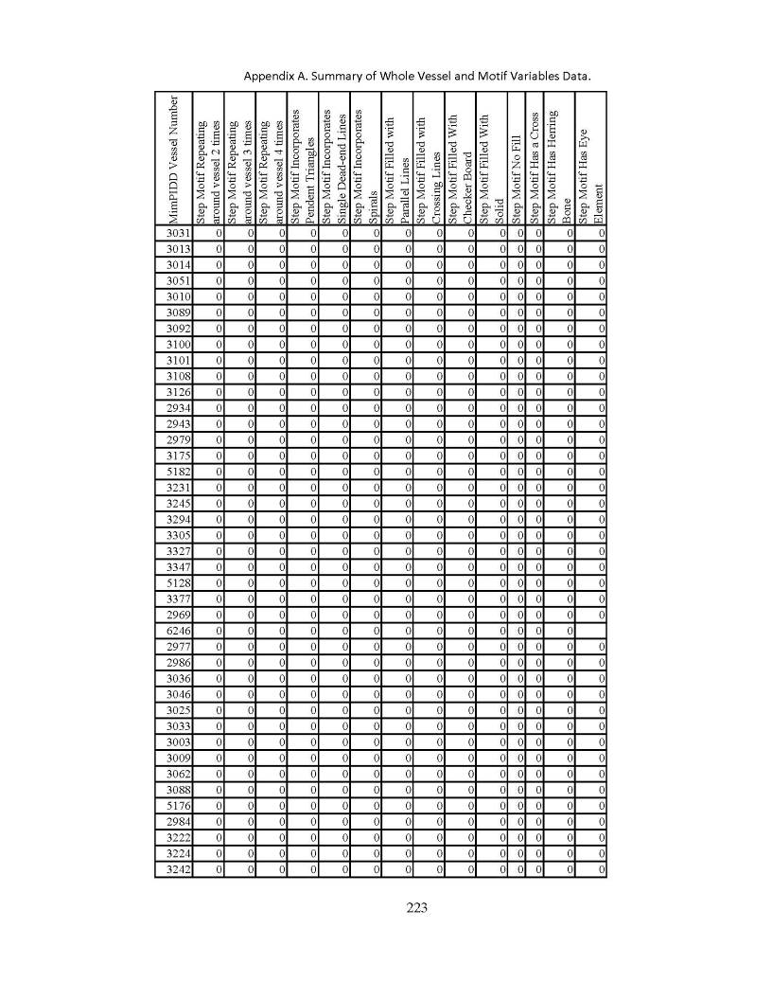 Appendix A. Summary of Whole Vessel and Motif Variables Data.
MimPIDD Vessel Number
Step Motif Repeating
around vessel 2 times
Step Motif Repeating
around vessel 3 times
Step Motif Repeating
around vessel 4 times
Step Motif Incorporates
Pendent Triangles
Step Motif Incorporates
Single Dead-end Lines
Step Motif Incorporates
Spirals
Step Motif Filled with
Parallel Lines
Step Motif Filled with
Crossing Lines
Step Motif Filled With
Checker Board
Step Motif Filled With
Solid
Step Motif No Fill
Step Motif Has a Cross
Step Motif Has Herring
Bone
Step Motif Has Eye
Element
3031 0 0 0 0 0 0 0 0 0 0 0 0 0 0
3013 0 0 0 0 0 0 0 0 0 0 0 0 0 0
3014 0 0 0 0 0 0 0 0 0 0 0 0 0 0
3051 0 0 0 0 0 0 0 0 0 0 0 0 0 0
3010 0 0 0 0 0 0 0 0 0 0 0 0 0 0
3089 0 0 0 0 0 0 0 0 0 0 0 0 0 0
3092 0 0 0 0 0 0 0 0 0 0 0 0 0 0
3100 0 0 0 0 0 0 0 0 0 0 0 0 0 0
3101 0 0 0 0 0 0 0 0 0 0 0 0 0 0
3108 0 0 0 0 0 0 0 0 0 0 0 0 0 0
3126 0 0 0 0 0 0 0 0 0 0 0 0 0 0
2934 0 0 0 0 0 0 0 0 0 0 0 0 0 0
2943 0 0 0 0 0 0 0 0 0 0 0 0 0 0
2979 0 0 0 0 0 0 0 0 0 0 0 0 0 0
3175 0 0 0 0 0 0 0 0 0 0 0 0 0 0
5182 0 0 0 0 0 0 0 0 0 0 0 0 0 0
3231 0 0 0 0 0 0 0 0 0 0 0 0 0 0
3245 0 0 0 0 0 0 0 0 0 0 0 0 0 0
3294 0 0 0 0 0 0 0 0 0 0 0 0 0 0
3305 0 0 0 0 0 0 0 0 0 0 0 0 0 0
3327 0 0 0 0 0 0 0 0 0 0 0 0 0 0
3347 0 0 0 0 0 0 0 0 0 0 0 0 0 0
5128 0 0 0 0 0 0 0 0 0 0 0 0 0 0
3377 0 0 0 0 0 0 0 0 0 0 0 0 0 0
2969 0 0 0 0 0 0 0 0 0 0 0 0 0 0
6246 0 0 0 0 0 0 0 0 0 0 0 0 0
2977 0 0 0 0 0 0 0 0 0 0 0 0 0 0
2986 0 0 0 0 0 0 0 0 0 0 0 0 0 0
3036 0 0 0 0 0 0 0 0 0 0 0 0 0 0
3046 0 0 0 0 0 0 0 0 0 0 0 0 0 0
3025 0 0 0 0 0 0 0 0 0 0 0 0 0 0
3033 0 0 0 0 0 0 0 0 0 0 0 0 0 0
3003 0 0 0 0 0 0 0 0 0 0 0 0 0 0
3009 0 0 0 0 0 0 0 0 0 0 0 0 0 0
3062 0 0 0 0 0 0 0 0 0 0 0 0 0 0
3088 0 0 0 0 0 0 0 0 0 0 0 0 0 0
5176 0 0 0 0 0 0 0 0 0 0 0 0 0 0
2984 0 0 0 0 0 0 0 0 0 0 0 0 0 0
3222 0 0 0 0 0 0 0 0 0 0 0 0 0 0
3224 0 0 0 0 0 0 0 0 0 0 0 0 0 0
3242 0 0 0 0 0 0 0 0 0 0 0 0 0 0
223